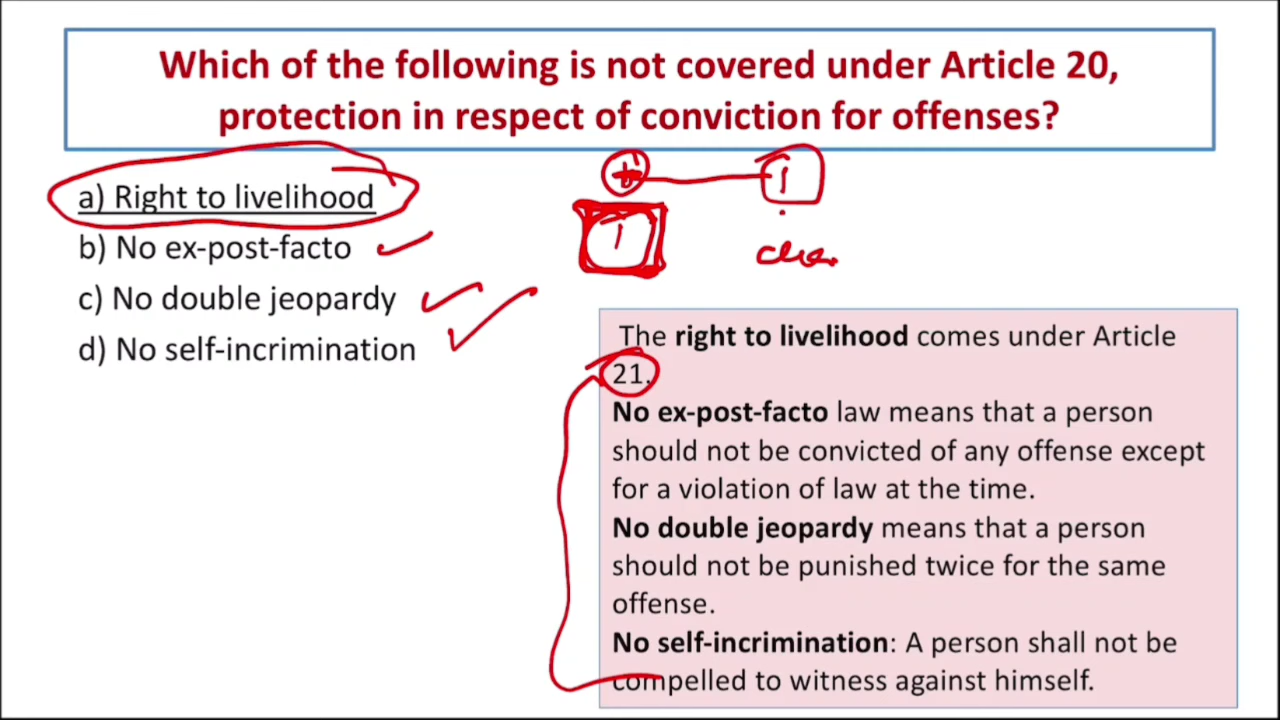 Which of the following is not covered under Article 20,
protection in respect of conviction for offenses?
a) Right to livelihood
b) No ex-post-facto
c) No double jeopardy
d) No self-incrimination
The right to livelihood comes under Article
21.
No ex-post-facto law means that a person
should not be convicted of any offense except
for a violation of law at the time.
No double jeopardy means that a person
should not be punished twice for the same
offense.
No self-incrimination: A person shall not be
compelled to witness against himself.